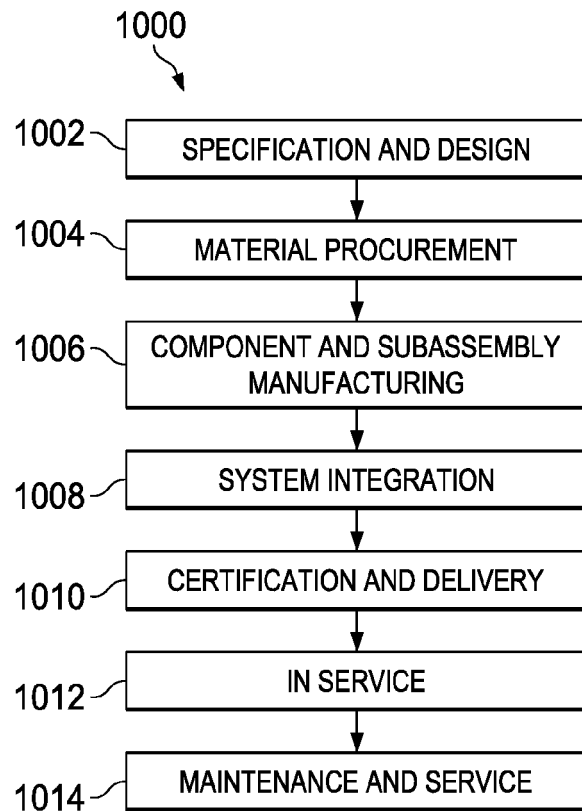 1000
1002
SPECIFICATION AND DESIGN
1004
MATERIAL PROCUREMENT
1006
COMPONENT AND SUBASSEMBLY
MANUFACTURING
1008
SYSTEM INTEGRATION
1010
CERTIFICATION AND DELIVERY
1012
IN SERVICE
1014
MAINTENANCE AND SERVICE